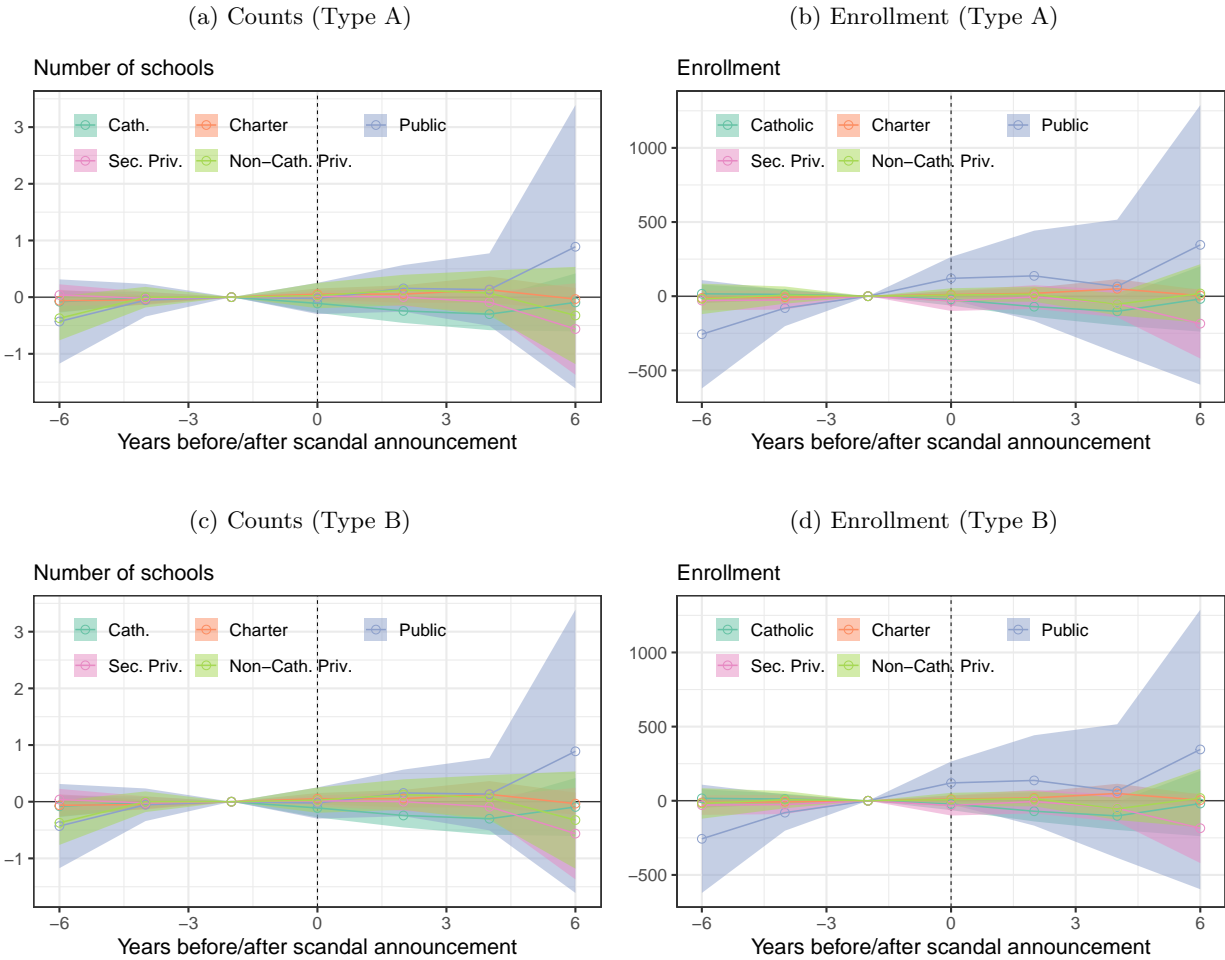 (a) Counts (Type A)
Number of schools
Cath. Charter Public
Sec. Priv. Non−Cath. Priv.
3
2
1
0
−1
−6 −3 0 3 6
Years before/after scandal announcement
(b) Enrollment (Type A)
Enrollment
Catholic Charter Public
Sec. Priv. Non−Cath. Priv.
1000
500
0
−500
−6 −3 0 3 6
Years before/after scandal announcement
(c) Counts (Type B)
Number of schools
Cath. Charter Public
Sec. Priv. Non−Cath. Priv.
3
2
1
0
−1
−6 −3 0 3 6
Years before/after scandal announcement
(d) Enrollment (Type B)
Enrollment
Catholic Charter Public
Sec. Priv. Non−Cath. Priv.
1000
500
0
−500
−6 −3 0 3 6
Years before/after scandal announcement